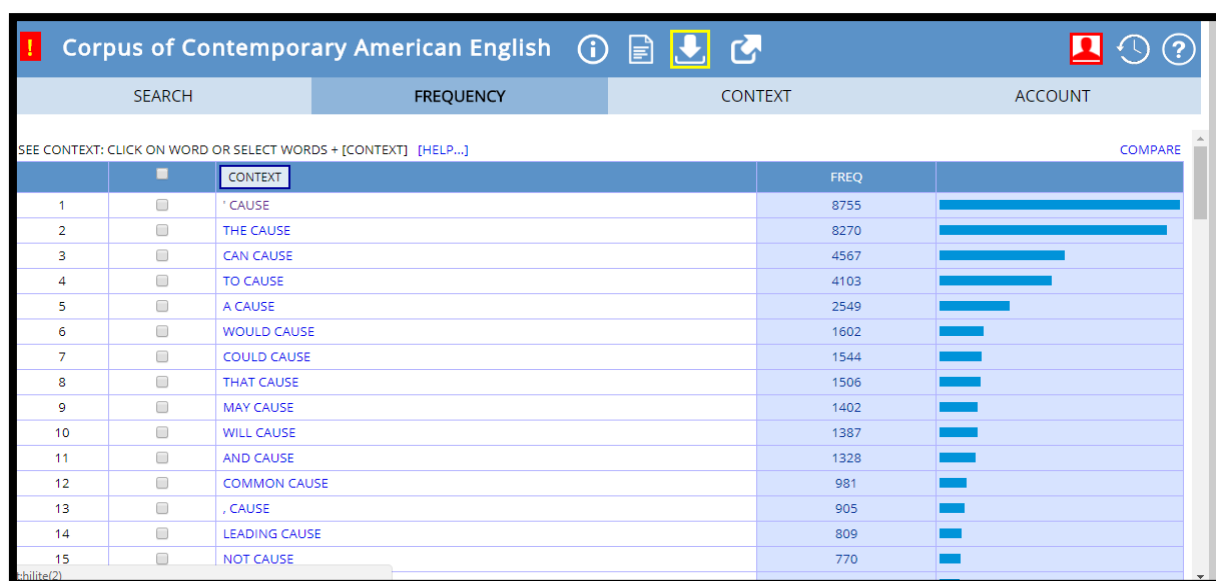 ! Corpus of Contemporary American English
SEARCH FREQUENCY CONTEXT ACCOUNT
SEE CONTEXT: CLICK ON WORD OR SELECT WORDS + [CONTEXT] [HELP...] COMPARE
CONTEXT FREQ
1 ' CAUSE 8755
2 THE CAUSE 8270
3 CAN CAUSE 4567
4 TO CAUSE 4103
5 A CAUSE 2549
6 WOULD CAUSE 1602
7 COULD CAUSE 1544
8 THAT CAUSE 1506
9 MAY CAUSE 1402
10 WILL CAUSE 1387
11 AND CAUSE 1328
12 COMMON CAUSE 981
13 , CAUSE 905
14 LEADING CAUSE 809
15 NOT CAUSE 770
t:hilite(2)